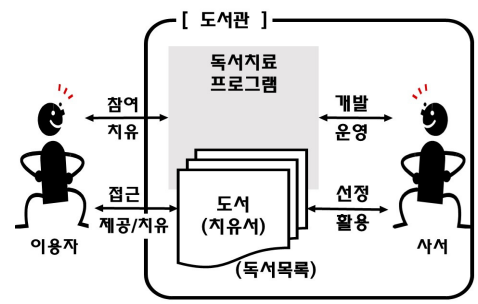 [ 도서관 ]
독서치료
프로그램
참여
치유
개발
운영
접근
제공/치유
도서
(치유서)
선정
활용
이용자
사서
(독서목록)